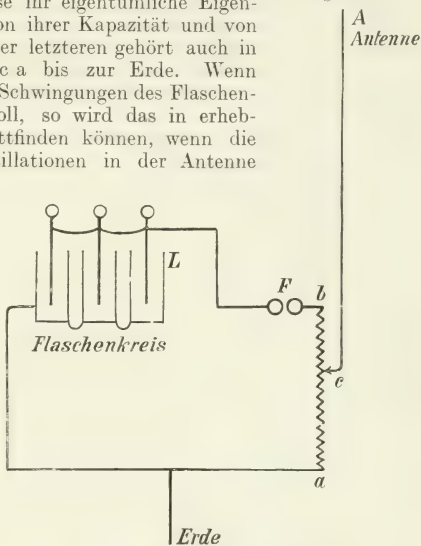 se ihr eigentümliche Eigen-
on ihrer Kapazität und von
er letzteren gehört auch in
c a bis zur Erde. Wenn
Schwingungen des Flaschen-
oll, so wird das in erheb-
ttfinden können, wenn die
illationen in der Antenne
A
Antenne
L
F
b
Flaschenkreis
c
a
Erde